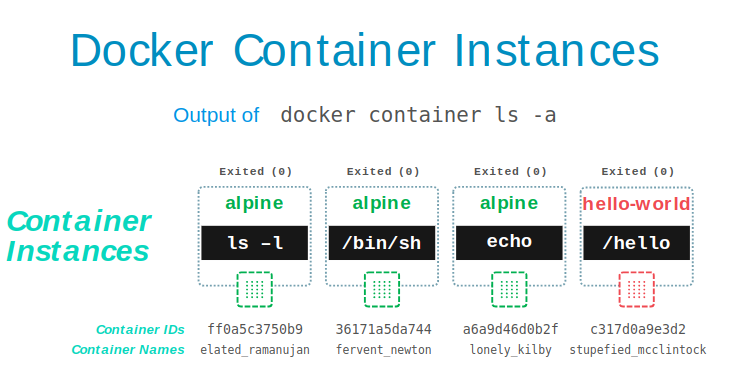 Docker Container Instances
Output of docker container ls -a
Exited (0) Exited (0) Exited (0) Exited (0)
alpine alpine alpine hello-world
Container
Instances
ls –l /bin/sh echo /hello
Container IDs ff0a5c3750b9 36171a5da744 a6a9d46d0b2f c317d0a9e3d2
Container Names elated_ramanujan fervent_newton lonely_kilby stupefied_mcclintock